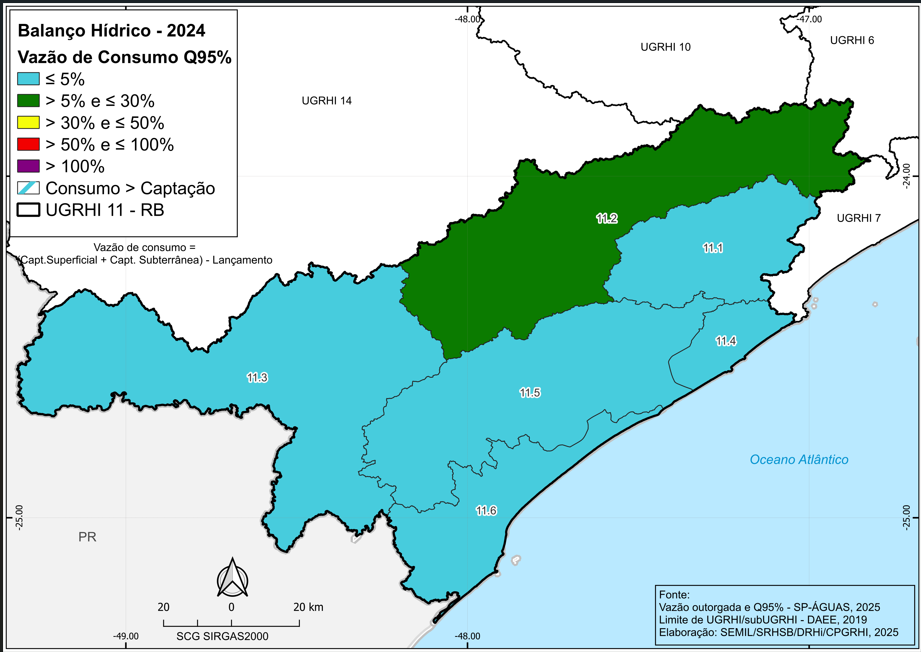 Balanço Hídrico - 2024
Vazão de Consumo Q95%
≤ 5%
> 5% e ≤ 30%
> 30% e ≤ 50%
> 50% e ≤ 100%
> 100%
Consumo > Captação
UGRHI 11 - RB
Vazão de consumo =
(Capt.Superficial + Capt. Subterrânea) - Lançamento
-48.00
-47.00
UGRHI 10
UGRHI 6
UGRHI 14
-24.00
11.2
UGRHI 7
11.1
11.4
11.3
11.5
Oceano Atlântico
11.6
-25.00
-25.00
PR
20 0 20 km
SCG SIRGAS2000
-49.00
-48.00
Fonte:
Vazão outorgada e Q95% - SP-ÁGUAS, 2025
Limite de UGRHI/subUGRHI - DAEE, 2019
Elaboração: SEMIL/SRHSB/DRHi/CPGRHI, 2025